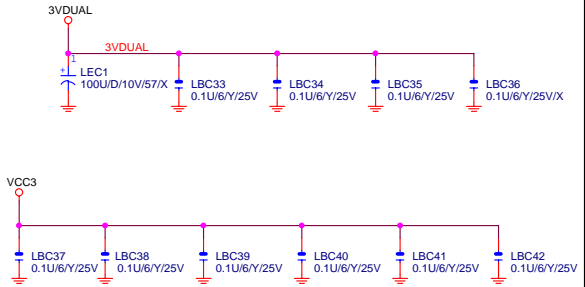 3VDUAL
3VDUAL
1
+
LEC1
100U/D/10V/57/X
LBC33
0.1U/6/Y/25V
LBC34
0.1U/6/Y/25V
LBC35
0.1U/6/Y/25V
LBC36
0.1U/6/Y/25V/X
VCC3
LBC37
0.1U/6/Y/25V
LBC38
0.1U/6/Y/25V
LBC39
0.1U/6/Y/25V
LBC40
0.1U/6/Y/25V
LBC41
0.1U/6/Y/25V
LBC42
0.1U/6/Y/25V